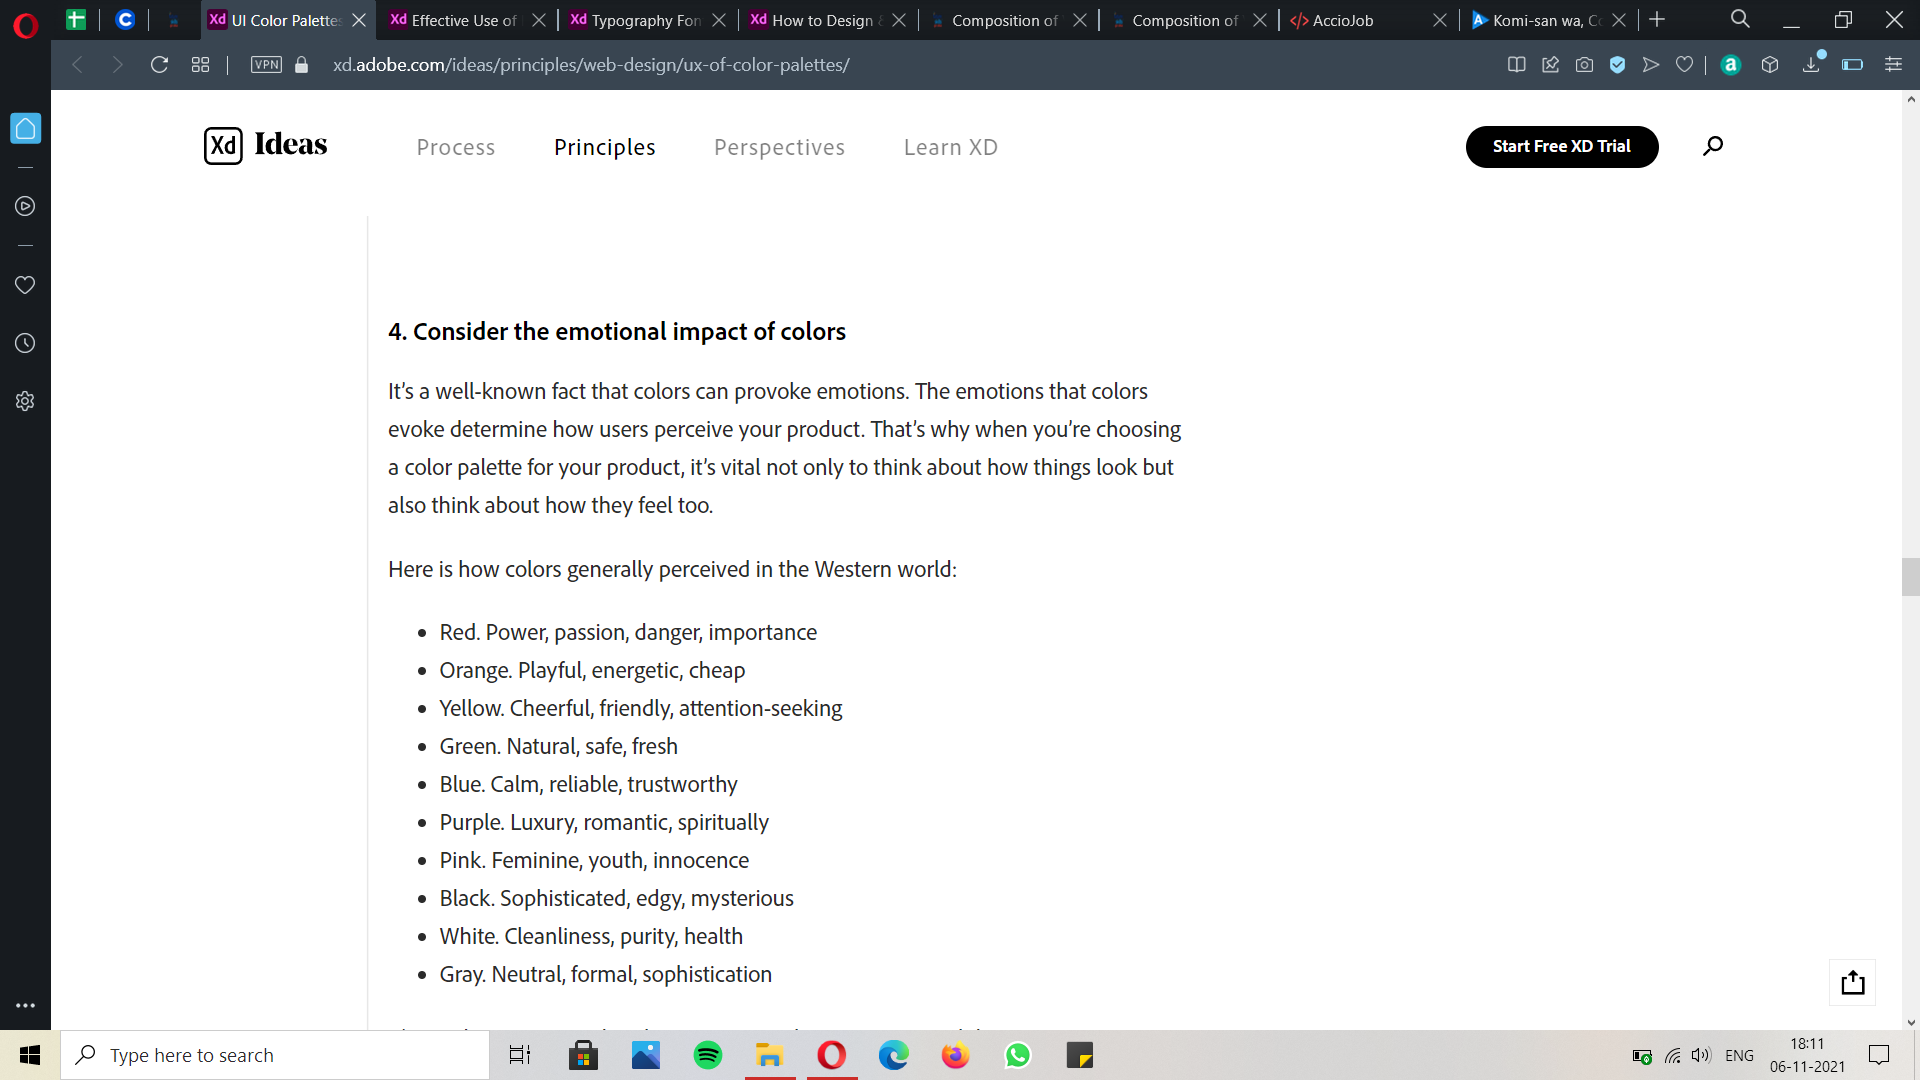 UI Color Palettes
Effective Use of
Typography Fon
How to Design &
Composition of
Composition of
AccioJob
Komi-san wa, Co
VPN
xd.adobe.com/ideas/principles/web-design/ux-of-color-palettes/
Xd Ideas
Process
Principles
Perspectives
Learn XD
Start Free XD Trial
4. Consider the emotional impact of colors
It’s a well-known fact that colors can provoke emotions. The emotions that colors
evoke determine how users perceive your product. That’s why when you’re choosing
a color palette for your product, it’s vital not only to think about how things look but
also think about how they feel too.
Here is how colors generally perceived in the Western world:
Red. Power, passion, danger, importance
Orange. Playful, energetic, cheap
Yellow. Cheerful, friendly, attention-seeking
Green. Natural, safe, fresh
Blue. Calm, reliable, trustworthy
Purple. Luxury, romantic, spiritually
Pink. Feminine, youth, innocence
Black. Sophisticated, edgy, mysterious
White. Cleanliness, purity, health
Gray. Neutral, formal, sophistication
Type here to search
ENG
18:11
06-11-2021